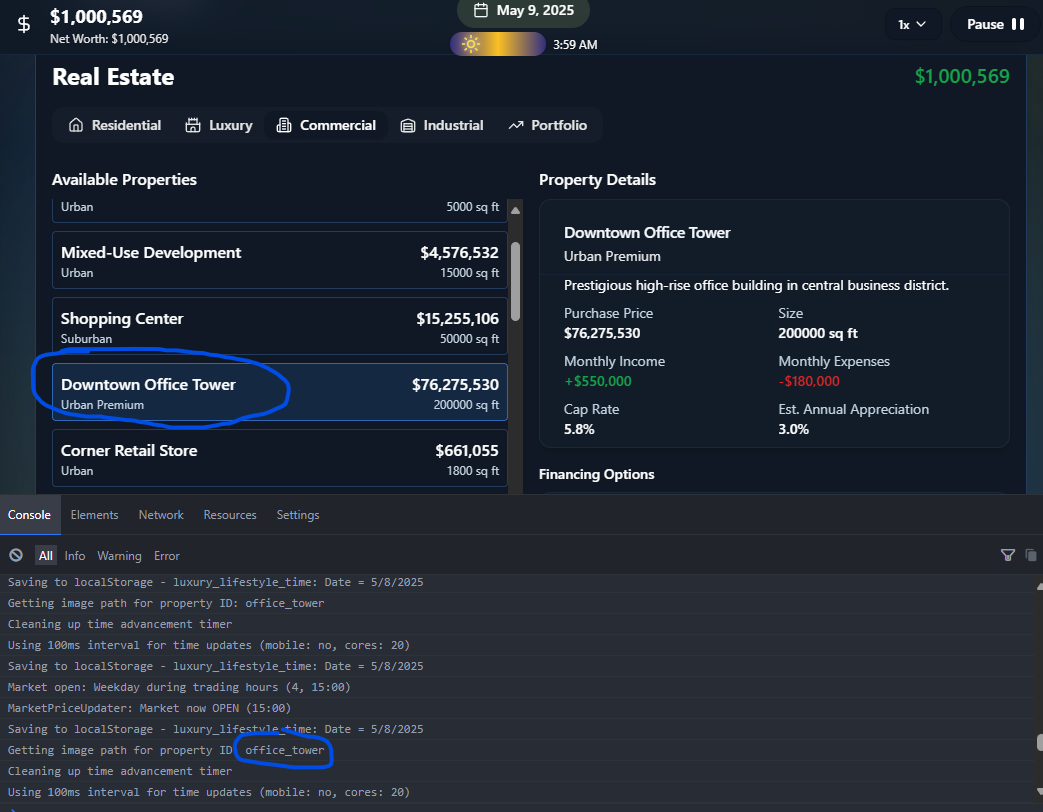 $1,000,569
Net Worth: $1,000,569
May 9, 2025
3:59 AM
1x
Pause
Real Estate
$1,000,569
Residential
Luxury
Commercial
Industrial
Portfolio
Available Properties
Urban
5000 sq ft
Mixed-Use Development
$4,576,532
Urban
15000 sq ft
Shopping Center
$15,255,106
Suburban
50000 sq ft
Downtown Office Tower
$76,275,530
Urban Premium
200000 sq ft
Corner Retail Store
$661,055
Urban
1800 sq ft
Property Details
Downtown Office Tower
Urban Premium
Prestigious high-rise office building in central business district.
Purchase Price
Size
$76,275,530
200000 sq ft
Monthly Income
Monthly Expenses
+$550,000
-$180,000
Cap Rate
Est. Annual Appreciation
5.8%
3.0%
Financing Options
Console
Elements
Network
Resources
Settings
All
Info
Warning
Error
Saving to localStorage - luxury_lifestyle_time: Date = 5/8/2025
Getting image path for property ID: office_tower
Cleaning up time advancement timer
Using 100ms interval for time updates (mobile: no, cores: 20)
Saving to localStorage - luxury_lifestyle_time: Date = 5/8/2025
Market open: Weekday during trading hours (4, 15:00)
MarketPriceUpdater: Market now OPEN (15:00)
Saving to localStorage - luxury_lifestyle_time: Date = 5/8/2025
Getting image path for property ID office_tower
Cleaning up time advancement timer
Using 100ms interval for time updates (mobile: no, cores: 20)